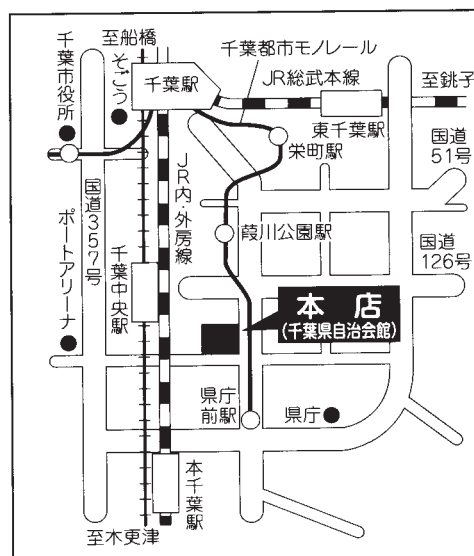 至船橋
千葉都市モノレール
千葉市役所
そごう
千葉駅
JR総武本線
至銚子
東千葉駅
栄町駅
国道
51号
JR内・外房線
国道357号
葭川公園駅
国道
126号
ポートアリーナ
千葉中央駅
本店
(千葉県自治会館)
県庁
前駅
県庁
本千葉駅
至木更津